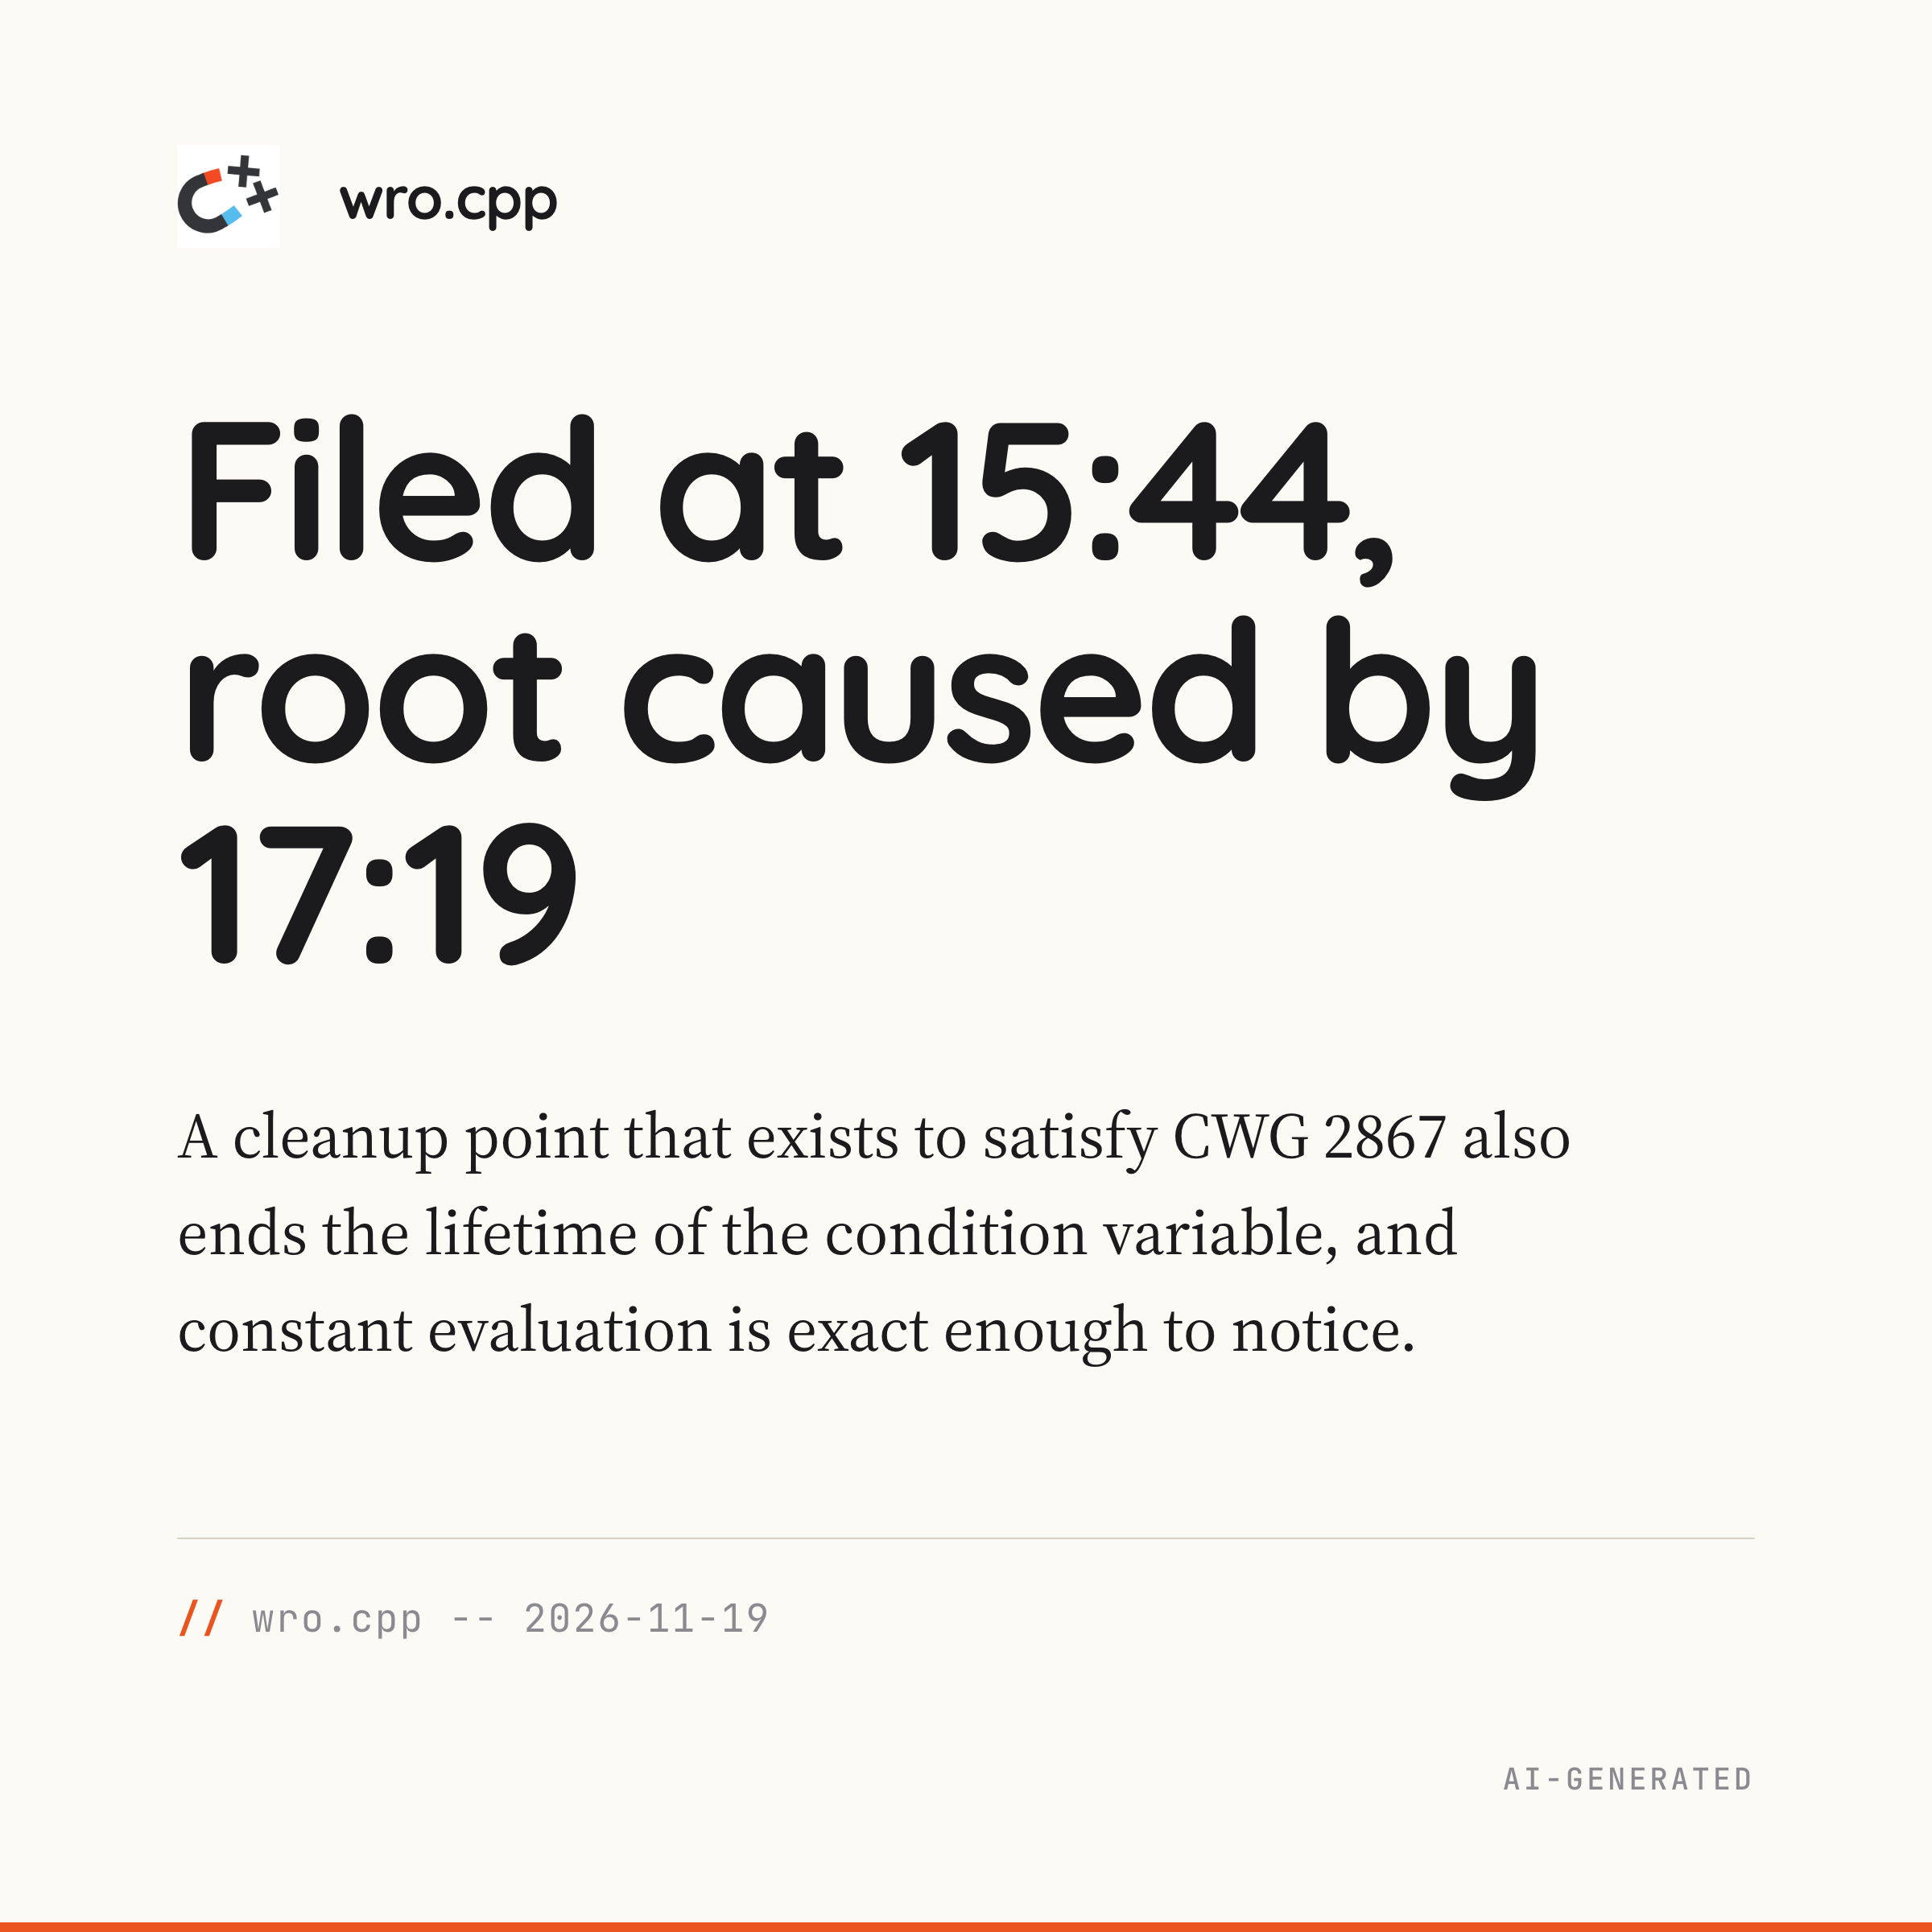 wro.cpp
Filed at 15:44,
root caused by
17:19
A cleanup point that exists to satisfy CWG 2867 also
ends the lifetime of the condition variable, and
constant evaluation is exact enough to notice.
// wro.cpp -- 2026-11-19
AI-GENERATED